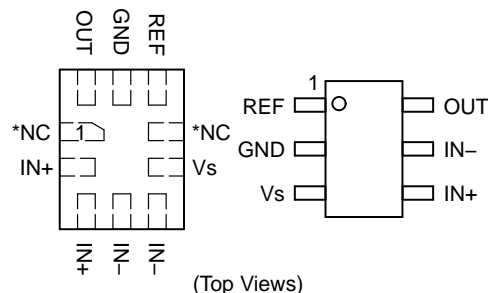 OUT GND REF
*NC 1 *NC
IN+ Vs
IN+ IN– IN–
1
REF OUT
GND IN–
Vs IN+
(Top Views)